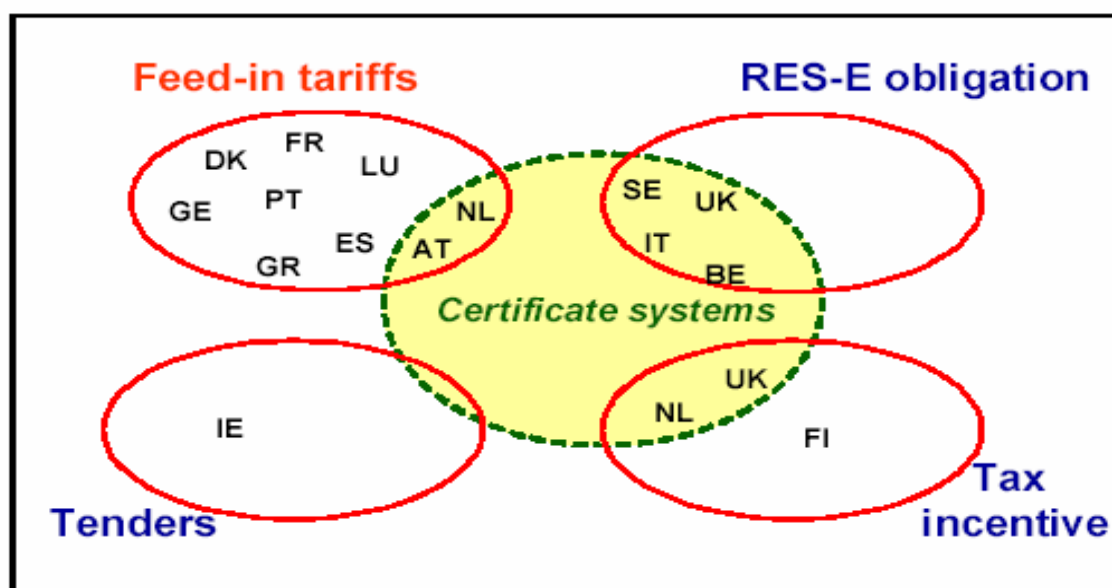 Feed-in tariffs
RES-E obligation
FR
DK
LU
PT
GE
NL
ES
AT
GR
SE
UK
IT
BE
Certificate systems
UK
NL
IE
FI
Tenders
Tax
incentive